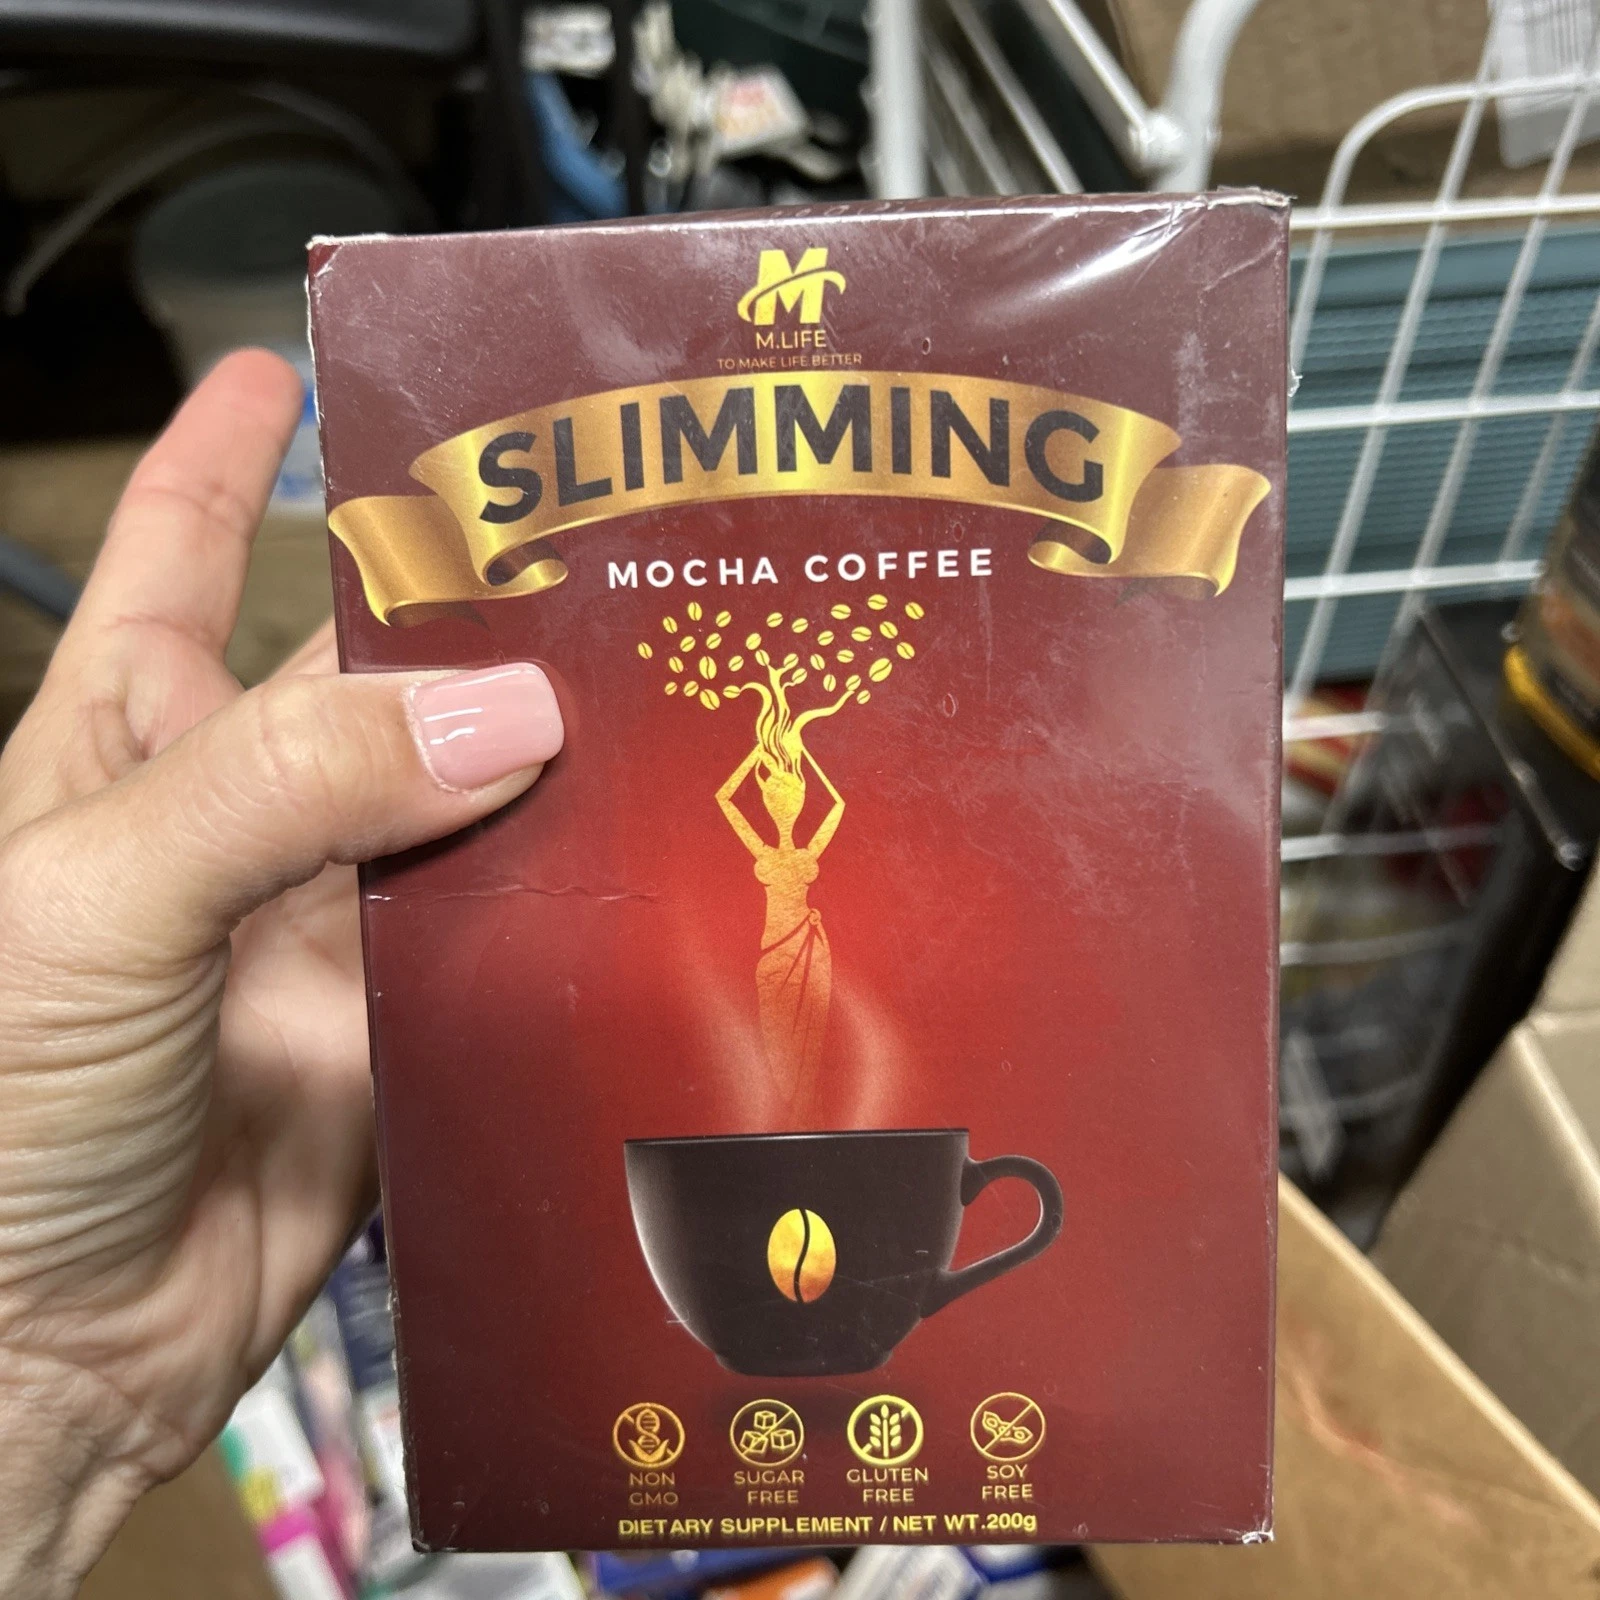 M
M.LIFE
TO MAKE LIFE BETTER
SLIMMING
MOCHA COFFEE
NON
GMO
SUGAR
FREE
GLUTEN
FREE
SOY
FREE
DIETARY SUPPLEMENT / NET WT.200g